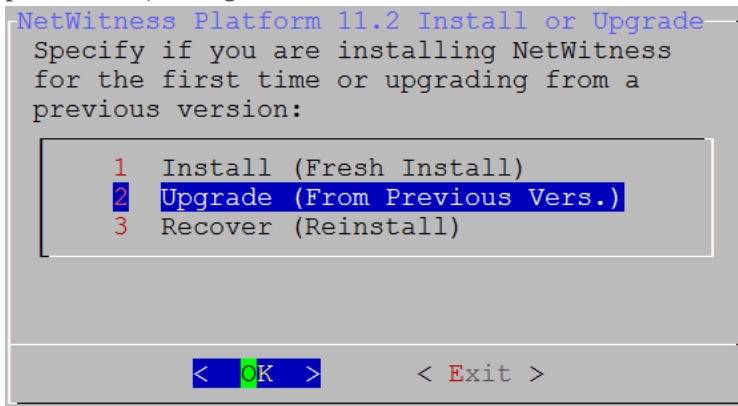 NetWitness Platform 11.2 Install or Upgrade
Specify if you are installing NetWitness
for the first time or upgrading from a
previous version:
1 Install (Fresh Install)
2 Upgrade (From Previous Vers.)
3 Recover (Reinstall)
< OK > < Exit >